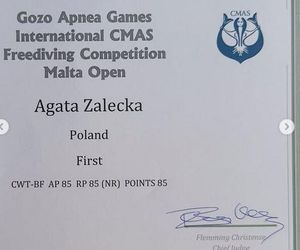 Gozo Apnea Games
International CMAS
Freediving Competition
Malta Open
CMAS
Agata Zalecka
Poland
First
CWT-BF AP 85 RP 85 (NR) POINTS 85
Flemming Christensen
Chief Judge